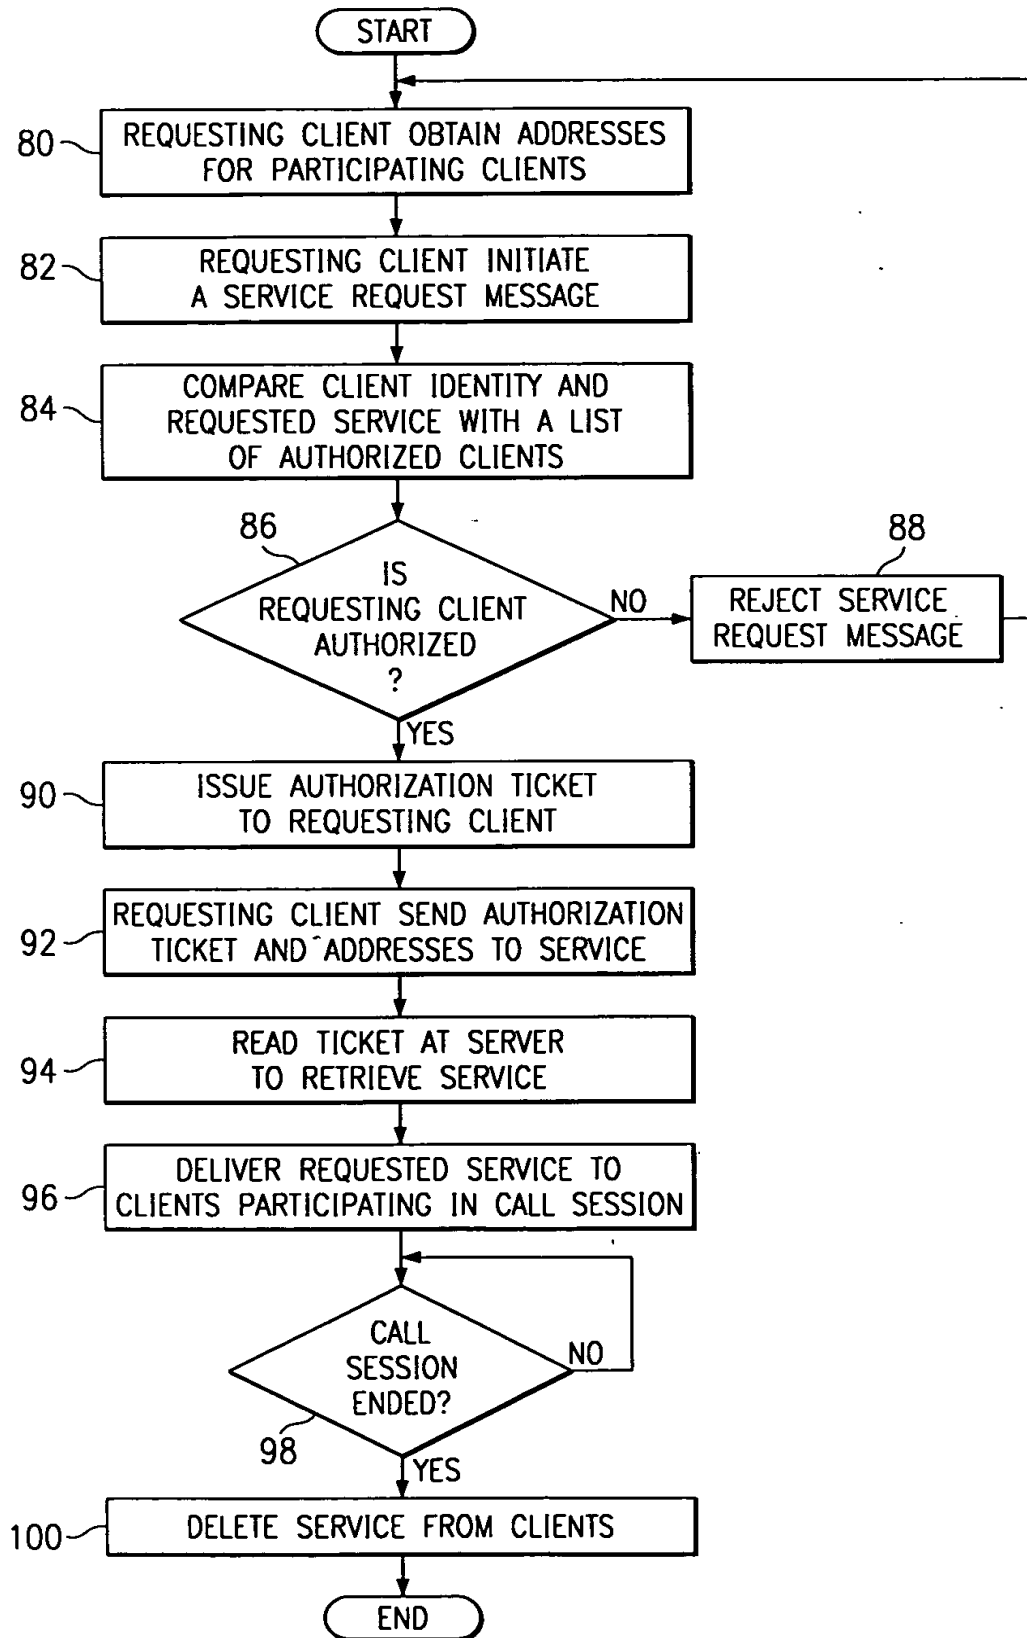 START
80
REQUESTING CLIENT OBTAIN ADDRESSES
FOR PARTICIPATING CLIENTS
82
REQUESTING CLIENT INITIATE
A SERVICE REQUEST MESSAGE
84
COMPARE CLIENT IDENTITY AND
REQUESTED SERVICE WITH A LIST
OF AUTHORIZED CLIENTS
86
IS
REQUESTING CLIENT
AUTHORIZED
?
NO
88
REJECT SERVICE
REQUEST MESSAGE
YES
90
ISSUE AUTHORIZATION TICKET
TO REQUESTING CLIENT
92
REQUESTING CLIENT SEND AUTHORIZATION
TICKET AND ADDRESSES TO SERVICE
94
READ TICKET AT SERVER
TO RETRIEVE SERVICE
96
DELIVER REQUESTED SERVICE TO
CLIENTS PARTICIPATING IN CALL SESSION
CALL
SESSION
ENDED?
NO
98
YES
100
DELETE SERVICE FROM CLIENTS
END